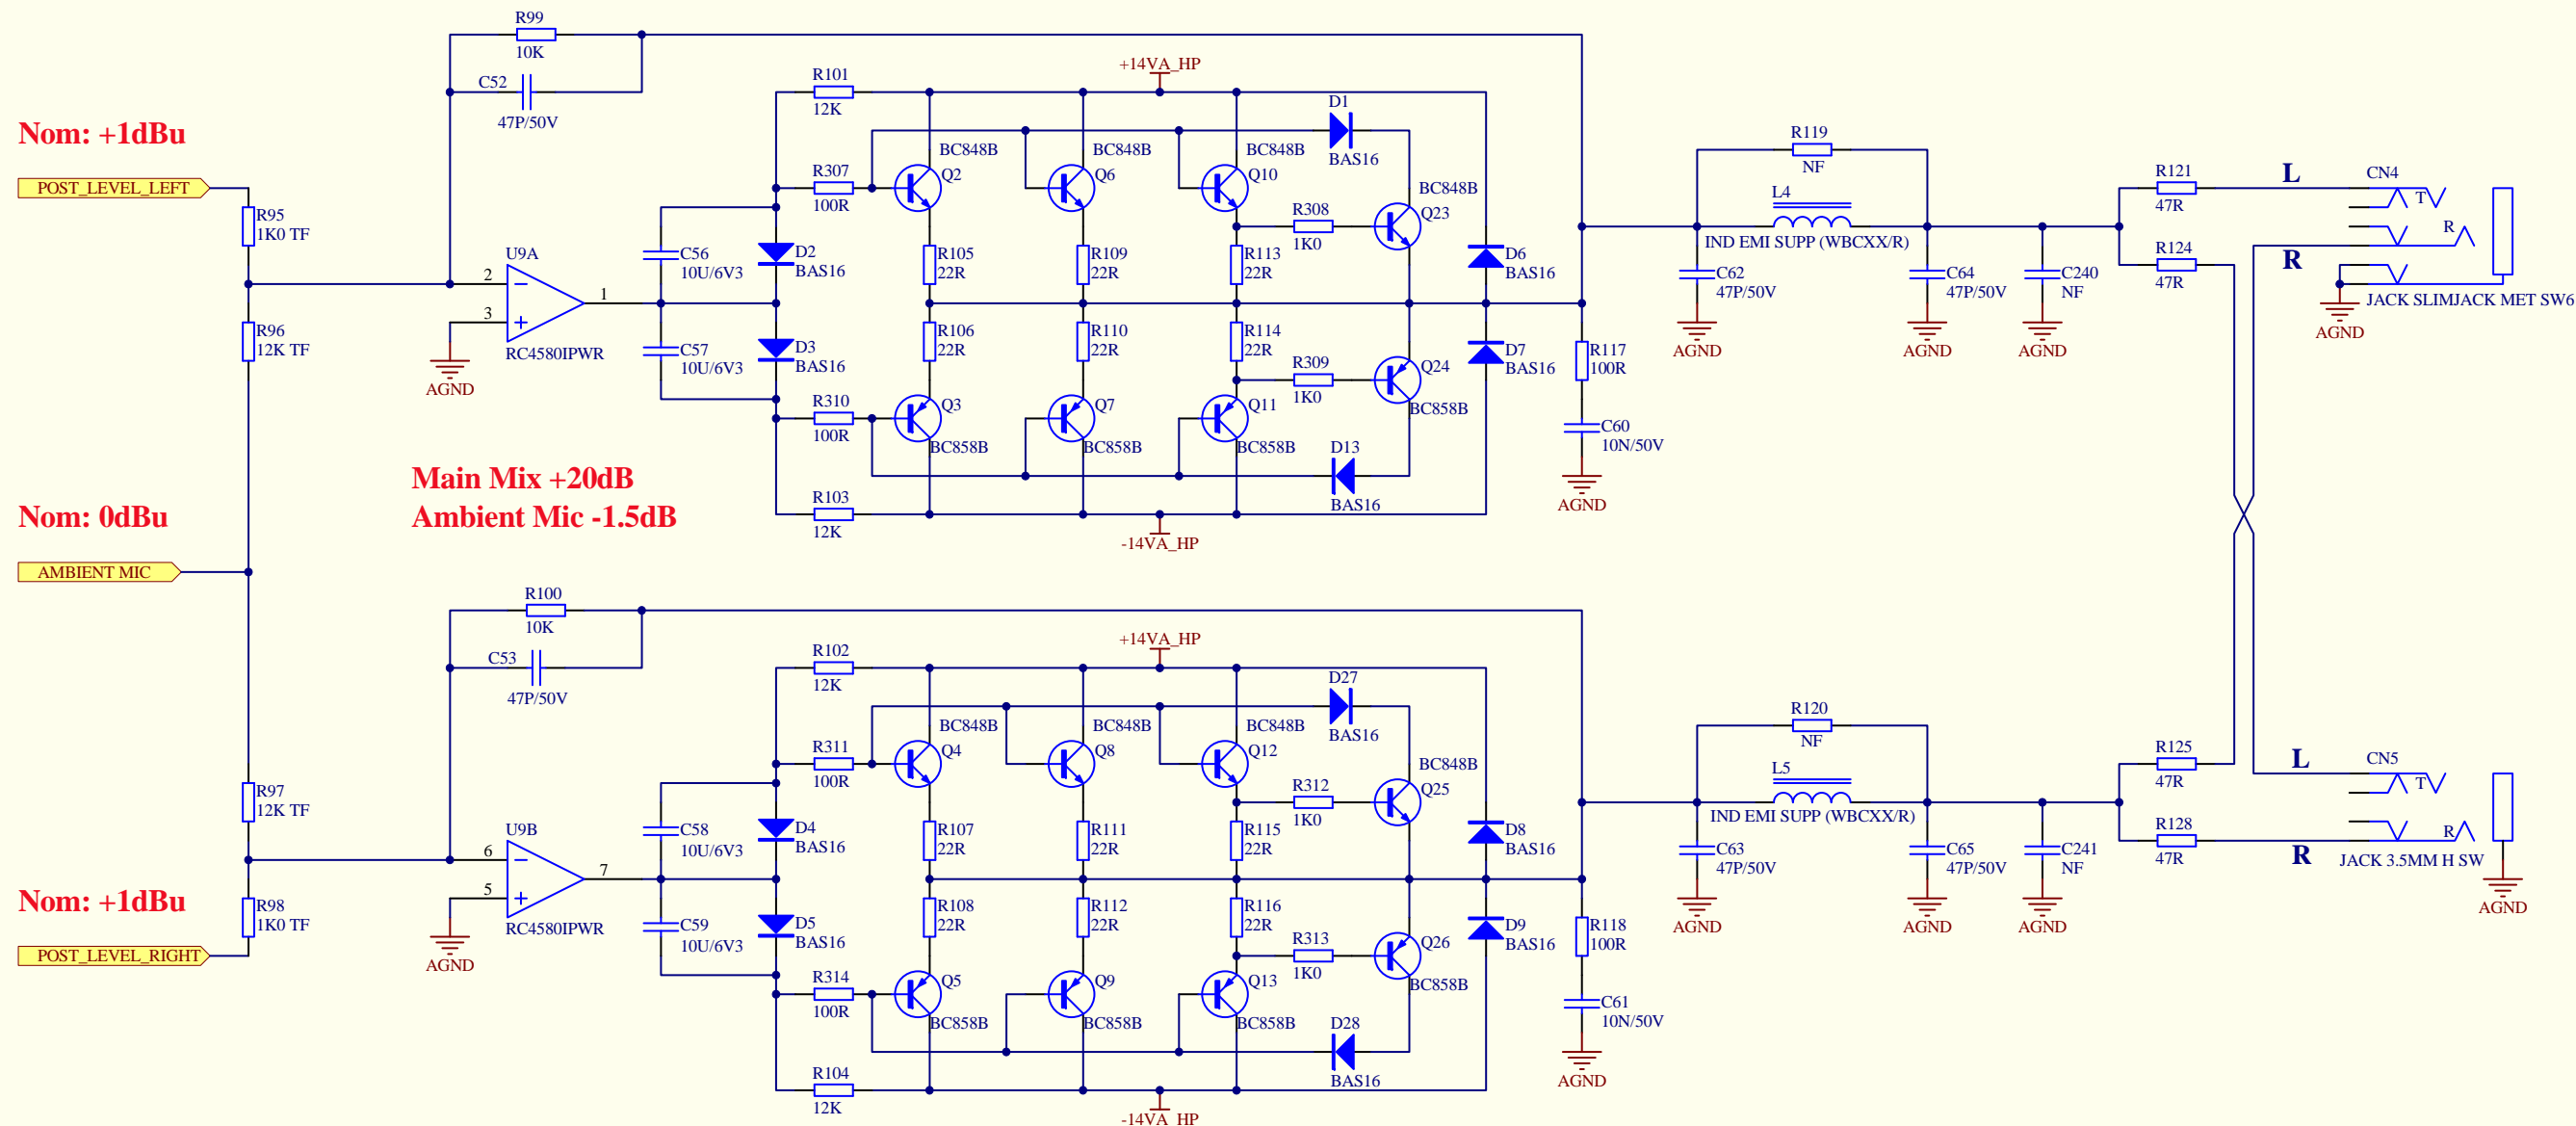 R99
10K
C52
47P/50V
Nom: +1dBu
POST_LEVEL_LEFT
R95
1K0 TF
R96
12K TF
U9A
2
3
1
RC4580IPWR
AGND
R101
12K
R307
100R
C56
10U/6V3
C57
10U/6V3
D2
BAS16
D3
BAS16
R310
100R
R103
12K
+14VA_HP
BC848B
Q2
BC848B
Q6
BC848B
Q10
D1
BAS16
BC848B
Q23
R308
1K0
R105
22R
R109
22R
R113
22R
R106
22R
R110
22R
R114
22R
R309
1K0
Q24
BC858B
Q3
BC858B
Q7
BC858B
Q11
BC858B
D13
BAS16
-14VA_HP
D6
BAS16
D7
BAS16
R117
100R
C60
10N/50V
AGND
R119
NF
L4
IND EMI SUPP (WBCXX/R)
C62
47P/50V
AGND
C64
47P/50V
AGND
C240
NF
AGND
R121
47R
R124
47R
L
R
CN4
T
R
JACK SLIMJACK MET SW6
AGND
Main Mix +20dB
Ambient Mic -1.5dB
Nom: 0dBu
AMBIENT MIC
R100
10K
C53
47P/50V
R97
12K TF
R98
1K0 TF
Nom: +1dBu
POST_LEVEL_RIGHT
U9B
6
5
7
RC4580IPWR
AGND
R102
12K
R311
100R
C58
10U/6V3
C59
10U/6V3
D4
BAS16
D5
BAS16
R314
100R
R104
12K
+14VA_HP
BC848B
Q4
BC848B
Q8
BC848B
Q12
D27
BAS16
BC848B
Q25
R312
1K0
R107
22R
R111
22R
R115
22R
R108
22R
R112
22R
R116
22R
R313
1K0
Q26
BC858B
Q5
BC858B
Q9
BC858B
Q13
BC858B
D28
BAS16
-14VA_HP
D8
BAS16
D9
BAS16
R118
100R
C61
10N/50V
AGND
R120
NF
L5
IND EMI SUPP (WBCXX/R)
C63
47P/50V
AGND
C65
47P/50V
AGND
C241
NF
AGND
R125
47R
R128
47R
L
R
CN5
T
R
JACK 3.5MM H SW
AGND